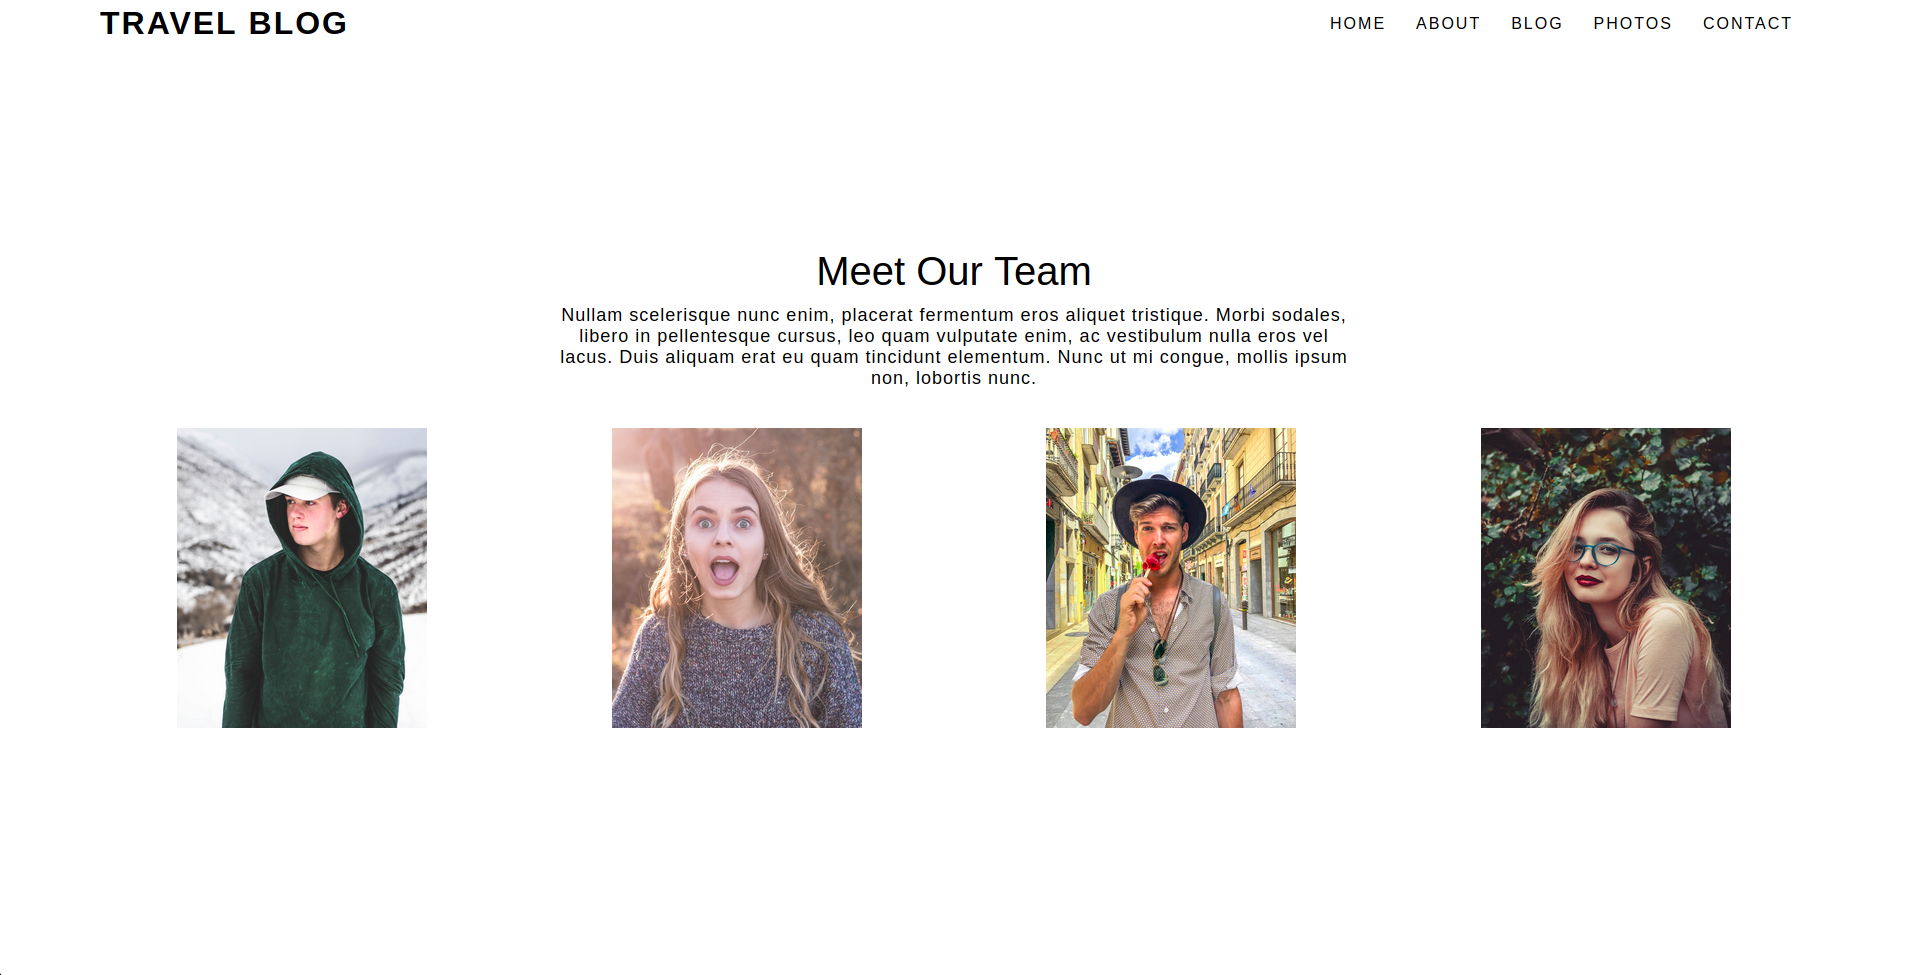 TRAVEL BLOG
HOME ABOUT BLOG PHOTOS CONTACT
Meet Our Team
Nullam scelerisque nunc enim, placerat fermentum eros aliquet tristique. Morbi sodales,
libero in pellentesque cursus, leo quam vulputate enim, ac vestibulum nulla eros vel
lacus. Duis aliquam erat eu quam tincidunt elementum. Nunc ut mi congue, mollis ipsum
non, lobortis nunc.